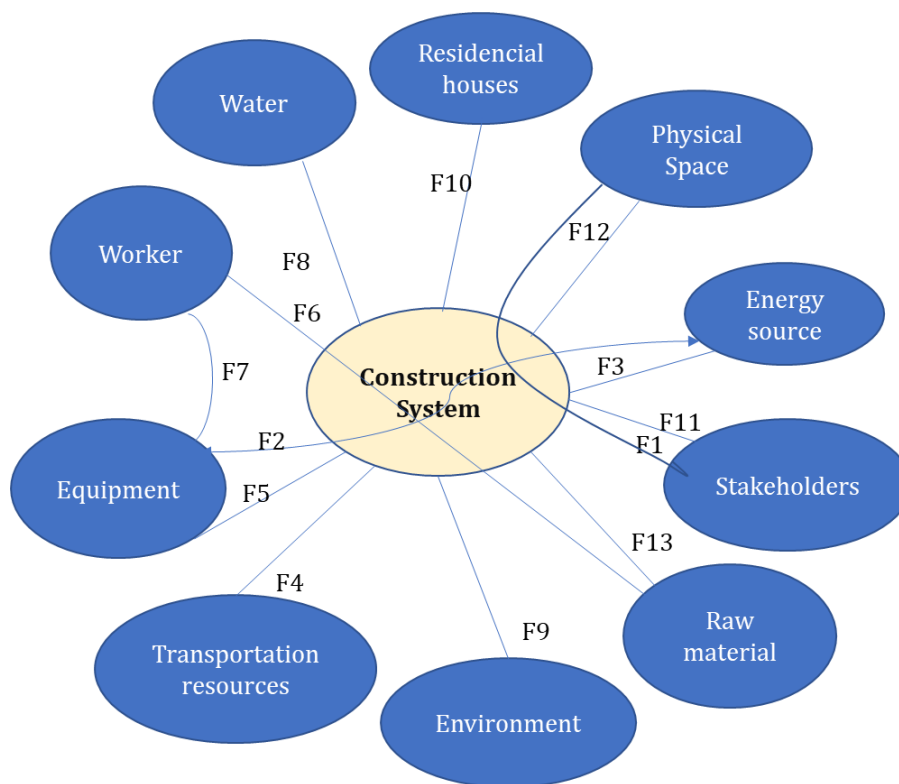 Residencial
houses
Water
Physical
Space
F10
F12
Worker
F8
F6
Energy
source
F3
F7
Construction
System
F11
F2
F1
Equipment
F5
Stakeholders
F13
F4
F9
Raw
material
Transportation
resources
Environment